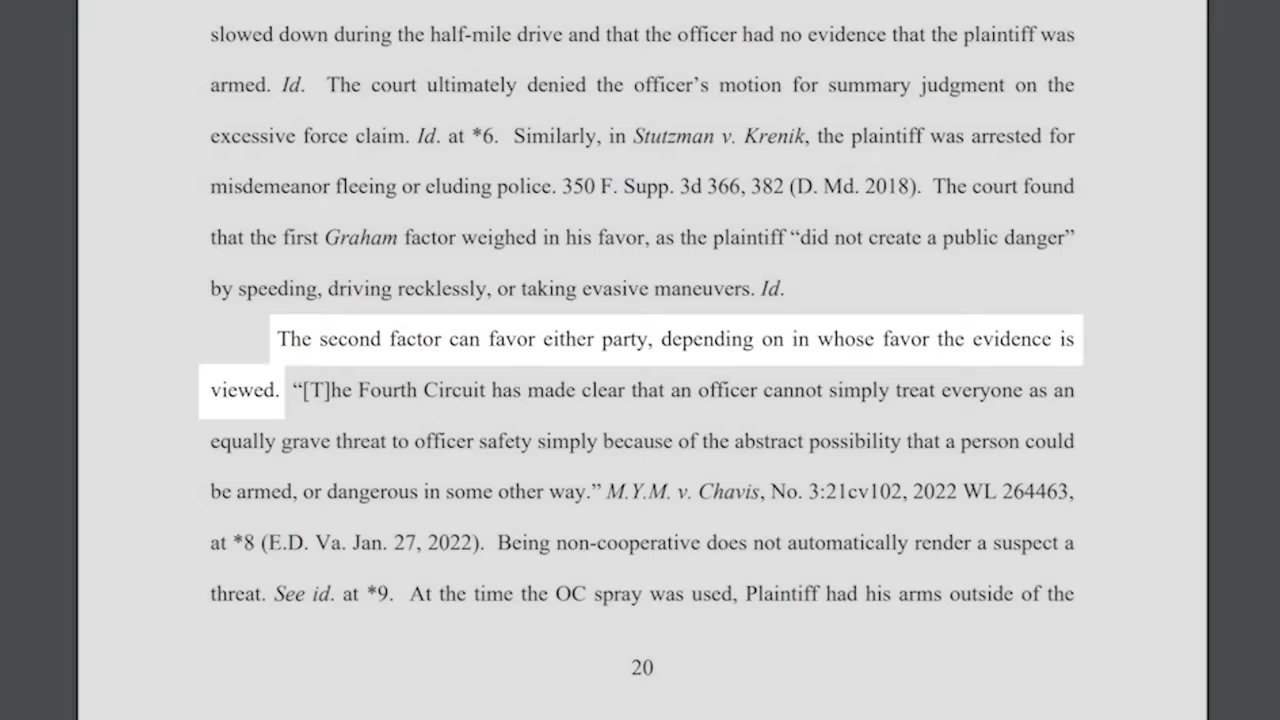 slowed down during the half-mile drive and that the officer had no evidence that the plaintiff was
armed. Id. The court ultimately denied the officer’s motion for summary judgment on the
excessive force claim. Id. at *6. Similarly, in Stutzman v. Krenik, the plaintiff was arrested for
misdemeanor fleeing or eluding police. 350 F. Supp. 3d 366, 382 (D. Md. 2018). The court found
that the first Graham factor weighed in his favor, as the plaintiff “did not create a public danger”
by speeding, driving recklessly, or taking evasive maneuvers. Id.
The second factor can favor either party, depending on in whose favor the evidence is
viewed. “[T]he Fourth Circuit has made clear that an officer cannot simply treat everyone as an
equally grave threat to officer safety simply because of the abstract possibility that a person could
be armed, or dangerous in some other way.” M.Y.M. v. Chavis, No. 3:21cv102, 2022 WL 264463,
at *8 (E.D. Va. Jan. 27, 2022). Being non-cooperative does not automatically render a suspect a
threat. See id. at *9. At the time the OC spray was used, Plaintiff had his arms outside of the
20